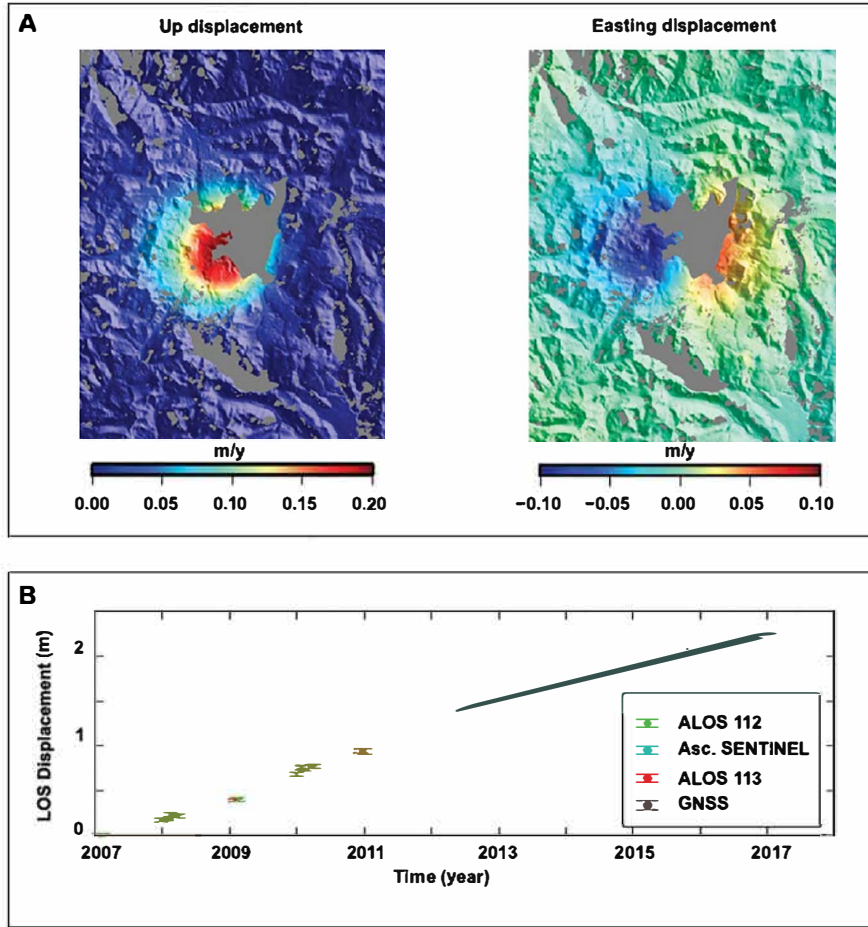 A
Up displacement
Easting displacement
m/y
0.00 0.05 0.10 0.15 0.20
m/y
−0.10 −0.05 0.00 0.05 0.10
B
LOS Displacement (m)
2
1
0
ALOS 112
Asc. SENTINEL
ALOS 113
GNSS
2007 2009 2011 2013 2015 2017
Time (year)